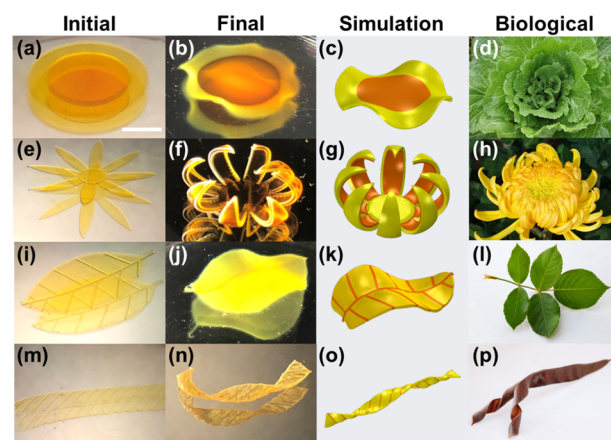 Initial Final Simulation Biological
(a) (b) (c) (d)
(e) (f) (g) (h)
(i) (j) (k) (l)
(m) (n) (o) (p)